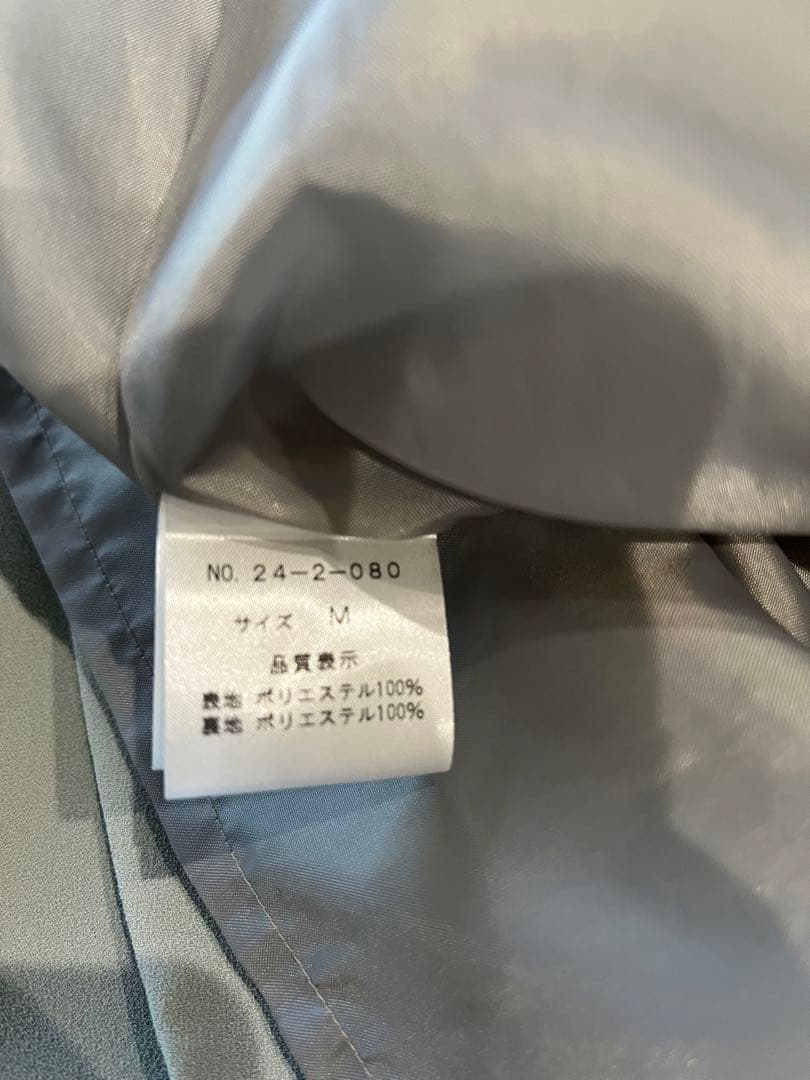 NO. 24-2-080
サイズ M
品質表示
表地 ポリエステル100%
裏地 ポリエステル100%